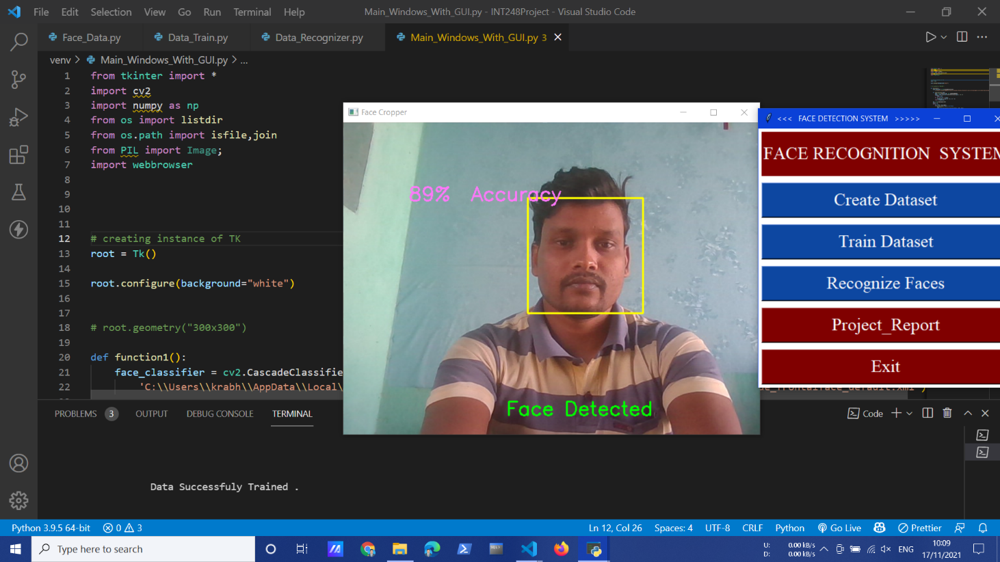 File Edit Selection View Go Run Terminal Help
Main_Windows_With_GUI.py - INT248Project - Visual Studio Code
Face_Data.py
Data_Train.py
Data_Recognizer.py
Main_Windows_With_GUI.py 3
venv > Main_Windows_With_GUI.py > ...
1 from tkinter import *
2 import cv2
3 import numpy as np
4 from os import listdir
5 from os.path import isfile,join
6 from PIL import Image;
7 import webbrowser
8
9
10
11
12 # creating instance of TK
13 root = Tk()
14
15 root.configure(background="white")
16
17
18 # root.geometry("300x300")
19
20 def function1():
21 face_classifier = cv2.CascadeClassifie
22 'C:\\Users\\krabh\\AppData\\Local\
Face Cropper
89% Accuracy
Face Detected
<<< FACE DETECTION SYSTEM >>>>>
FACE RECOGNITION SYSTEM
Create Dataset
Train Dataset
Recognize Faces
Project_Report
Exit
PROBLEMS 3 OUTPUT DEBUG CONSOLE TERMINAL
Code
Data Successfuly Trained .
Python 3.9.5 64-bit 0 3
Ln 12, Col 26 Spaces: 4 UTF-8 CRLF Python Go Live Prettier
Type here to search
U: 0.00 kB/s
D: 0.00 kB/s
ENG
10:09
17/11/2021